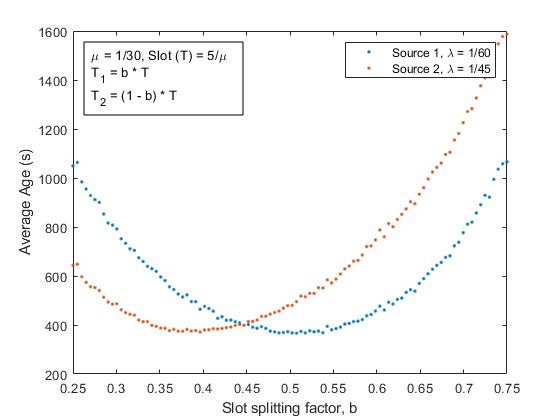 μ = 1/30, Slot (T) = 5/μ
T1 = b * T
T2 = (1 - b) * T
Source 1, λ = 1/60
Source 2, λ = 1/45
1600
1400
1200
1000
800
600
400
200
Average Age (s)
0.25 0.3 0.35 0.4 0.45 0.5 0.55 0.6 0.65 0.7 0.75
Slot splitting factor, b